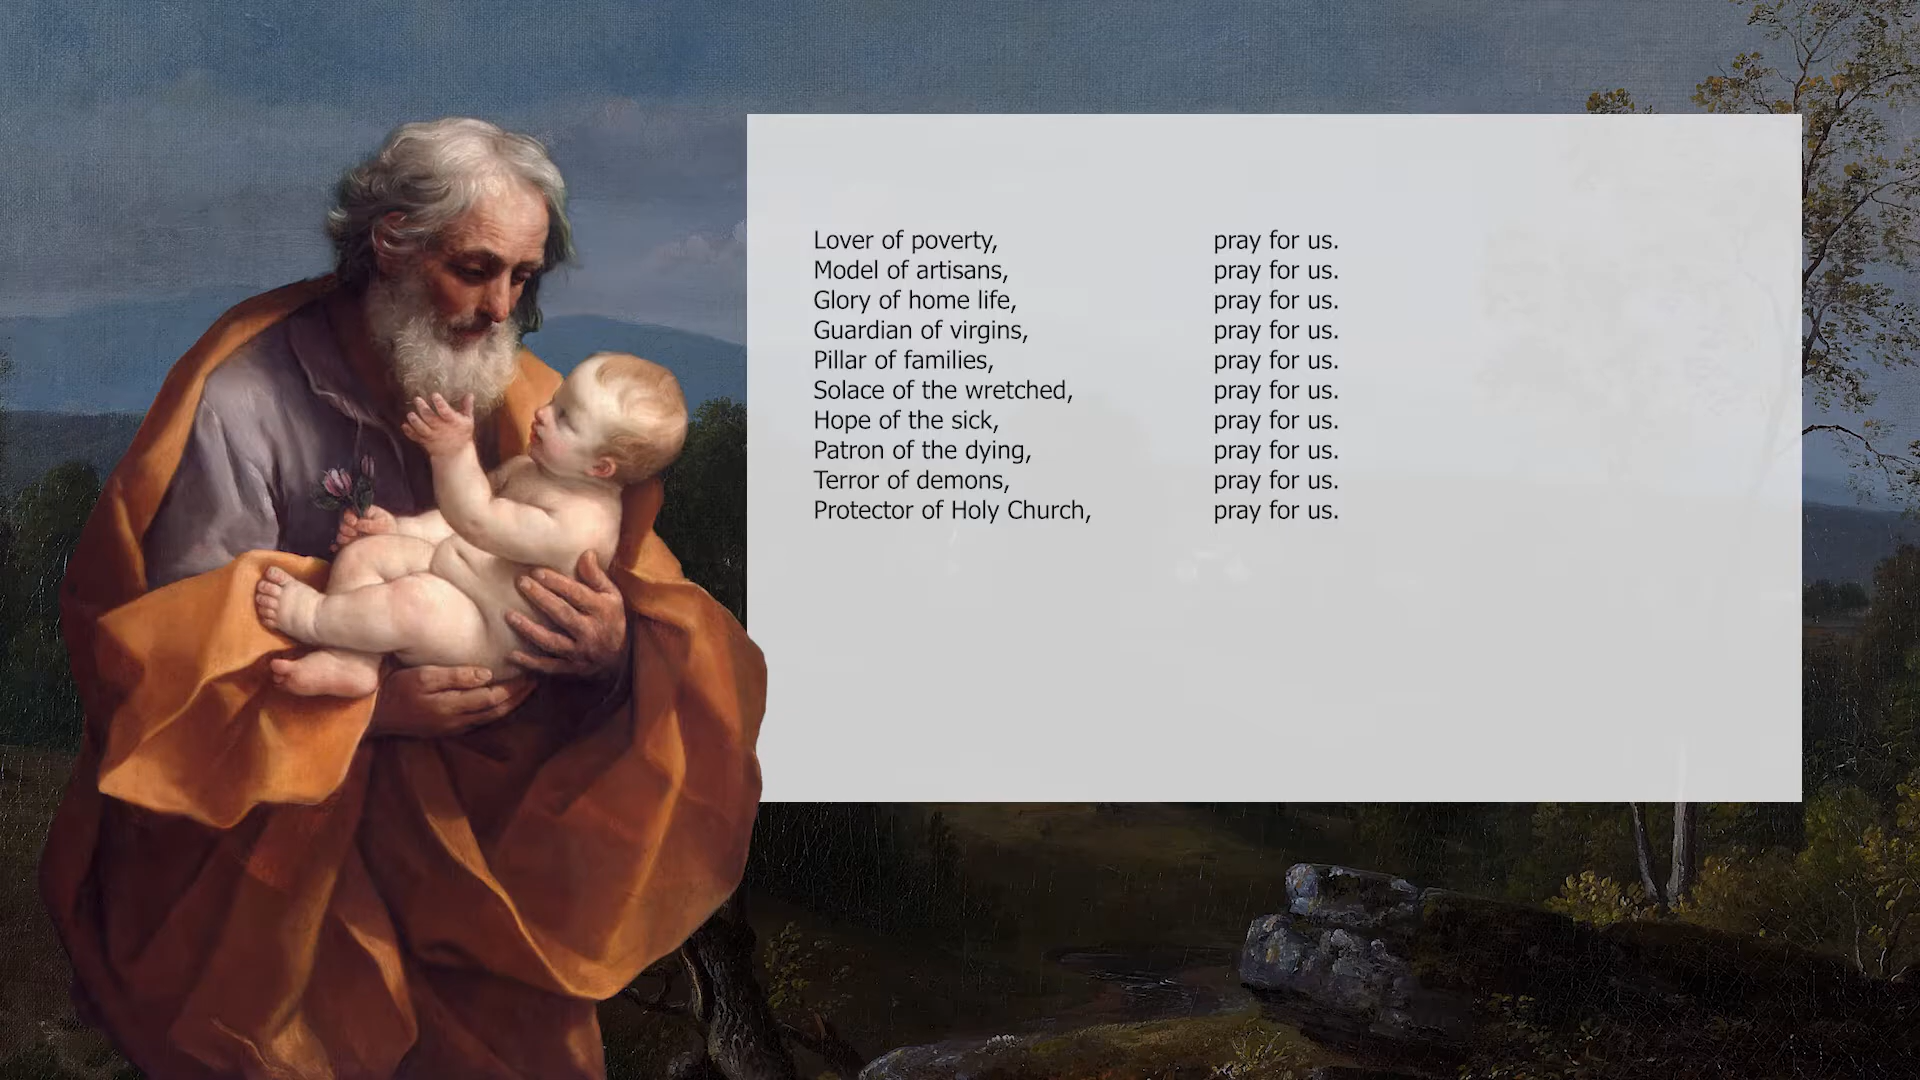 Lover of poverty, pray for us.
Model of artisans, pray for us.
Glory of home life, pray for us.
Guardian of virgins, pray for us.
Pillar of families, pray for us.
Solace of the wretched, pray for us.
Hope of the sick, pray for us.
Patron of the dying, pray for us.
Terror of demons, pray for us.
Protector of Holy Church, pray for us.